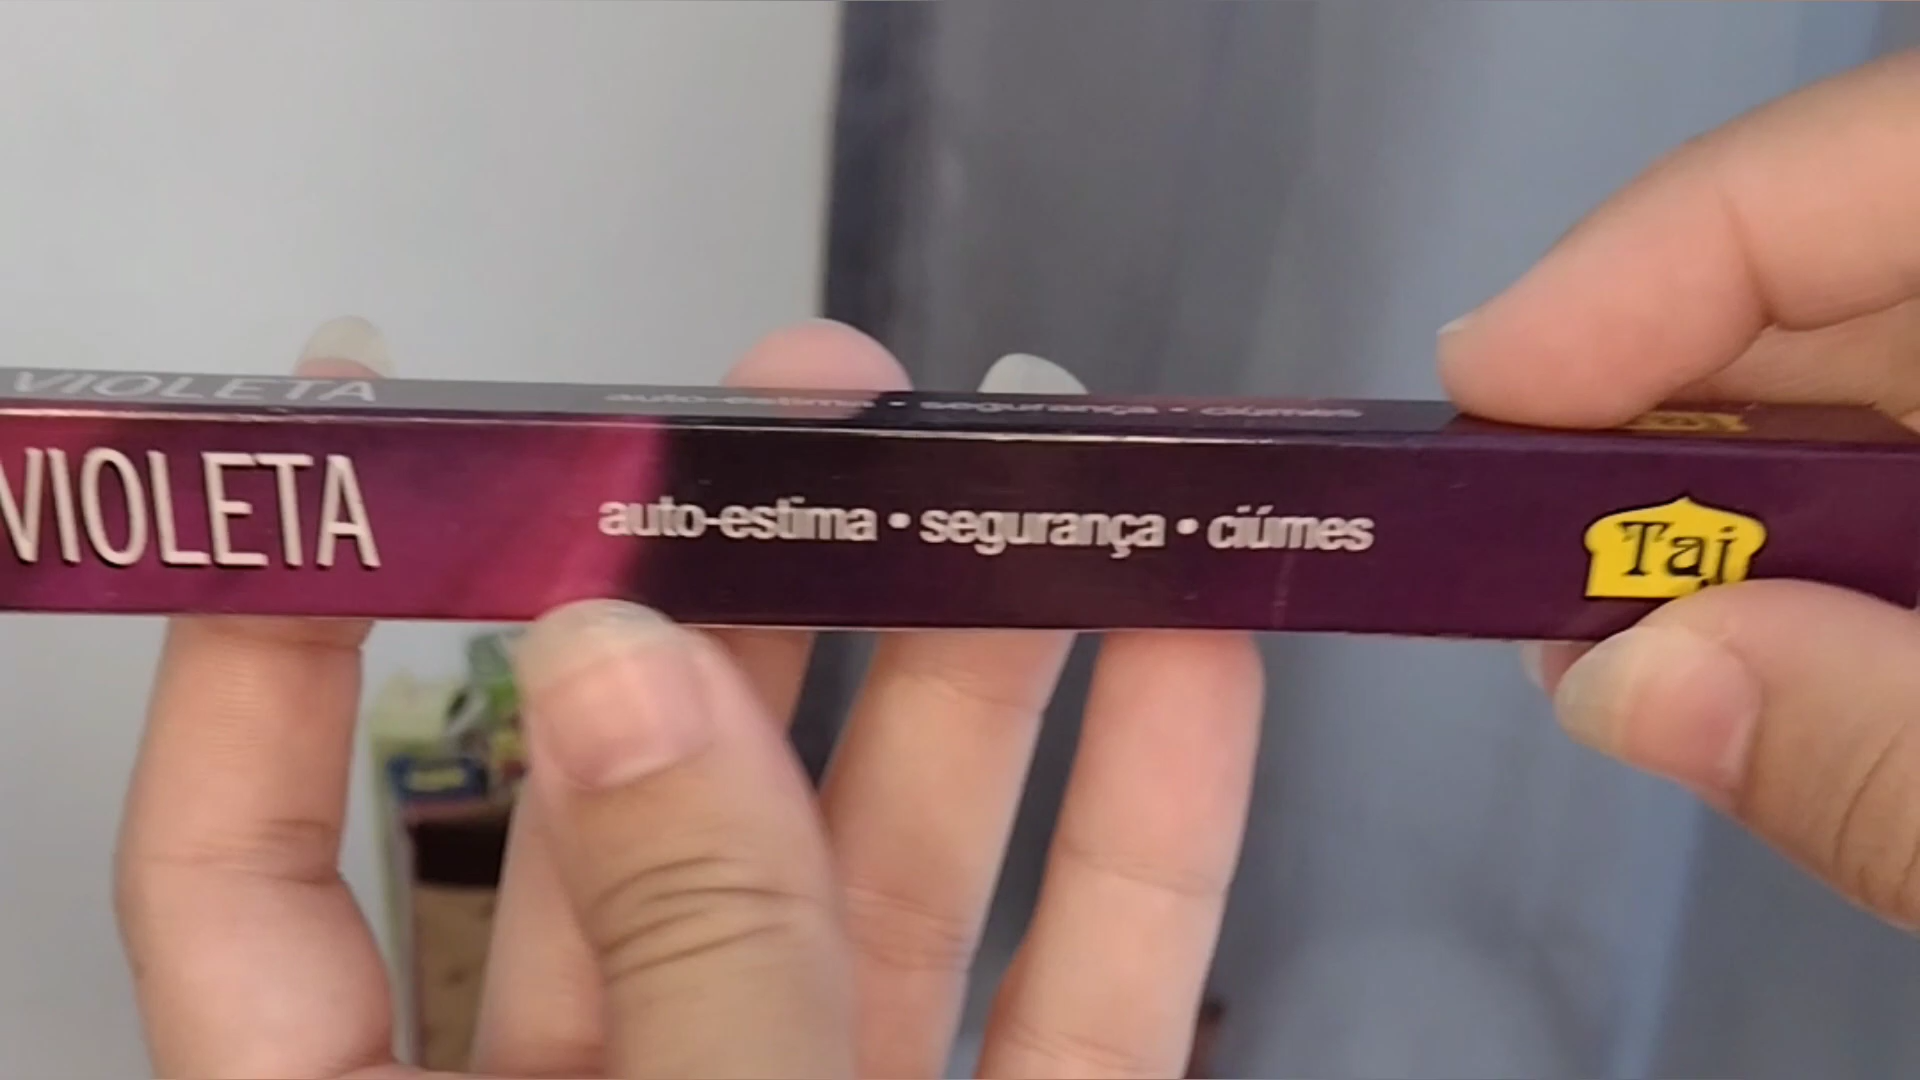 VIOLETA
auto-estima • segurança • ciúmes
VIOLETA
auto-estima • segurança • ciúmes
Taj